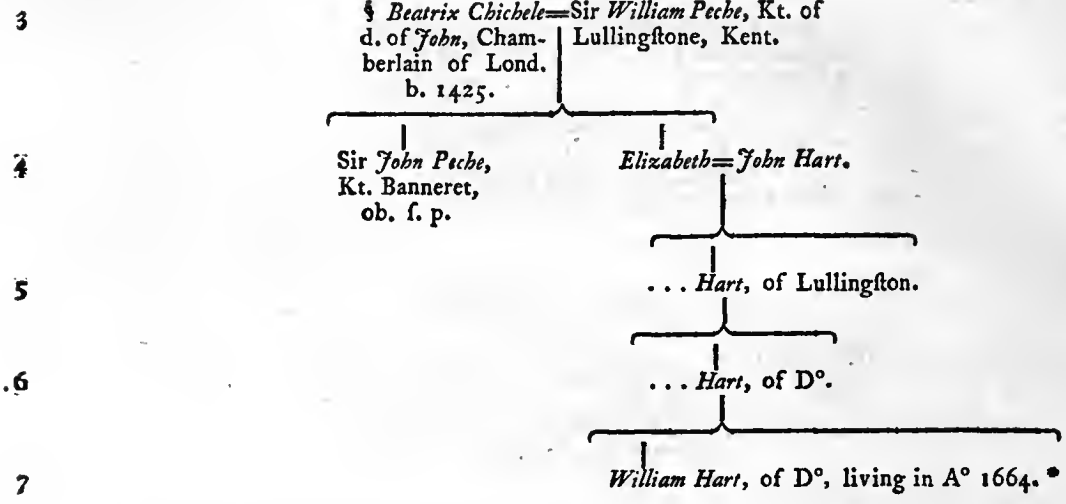 3
§ Beatrix Chichele=Sir William Peche, Kt. of
d. of John, Cham- Lullingſtone, Kent.
berlain of Lond.
b. 1425.
4
Sir John Peche, Elizabeth=John Hart.
Kt. Banneret,
ob. ſ. p.
5
... Hart, of Lullingſton.
.6
... Hart, of D°.
7
William Hart, of D°, living in A° 1664. *